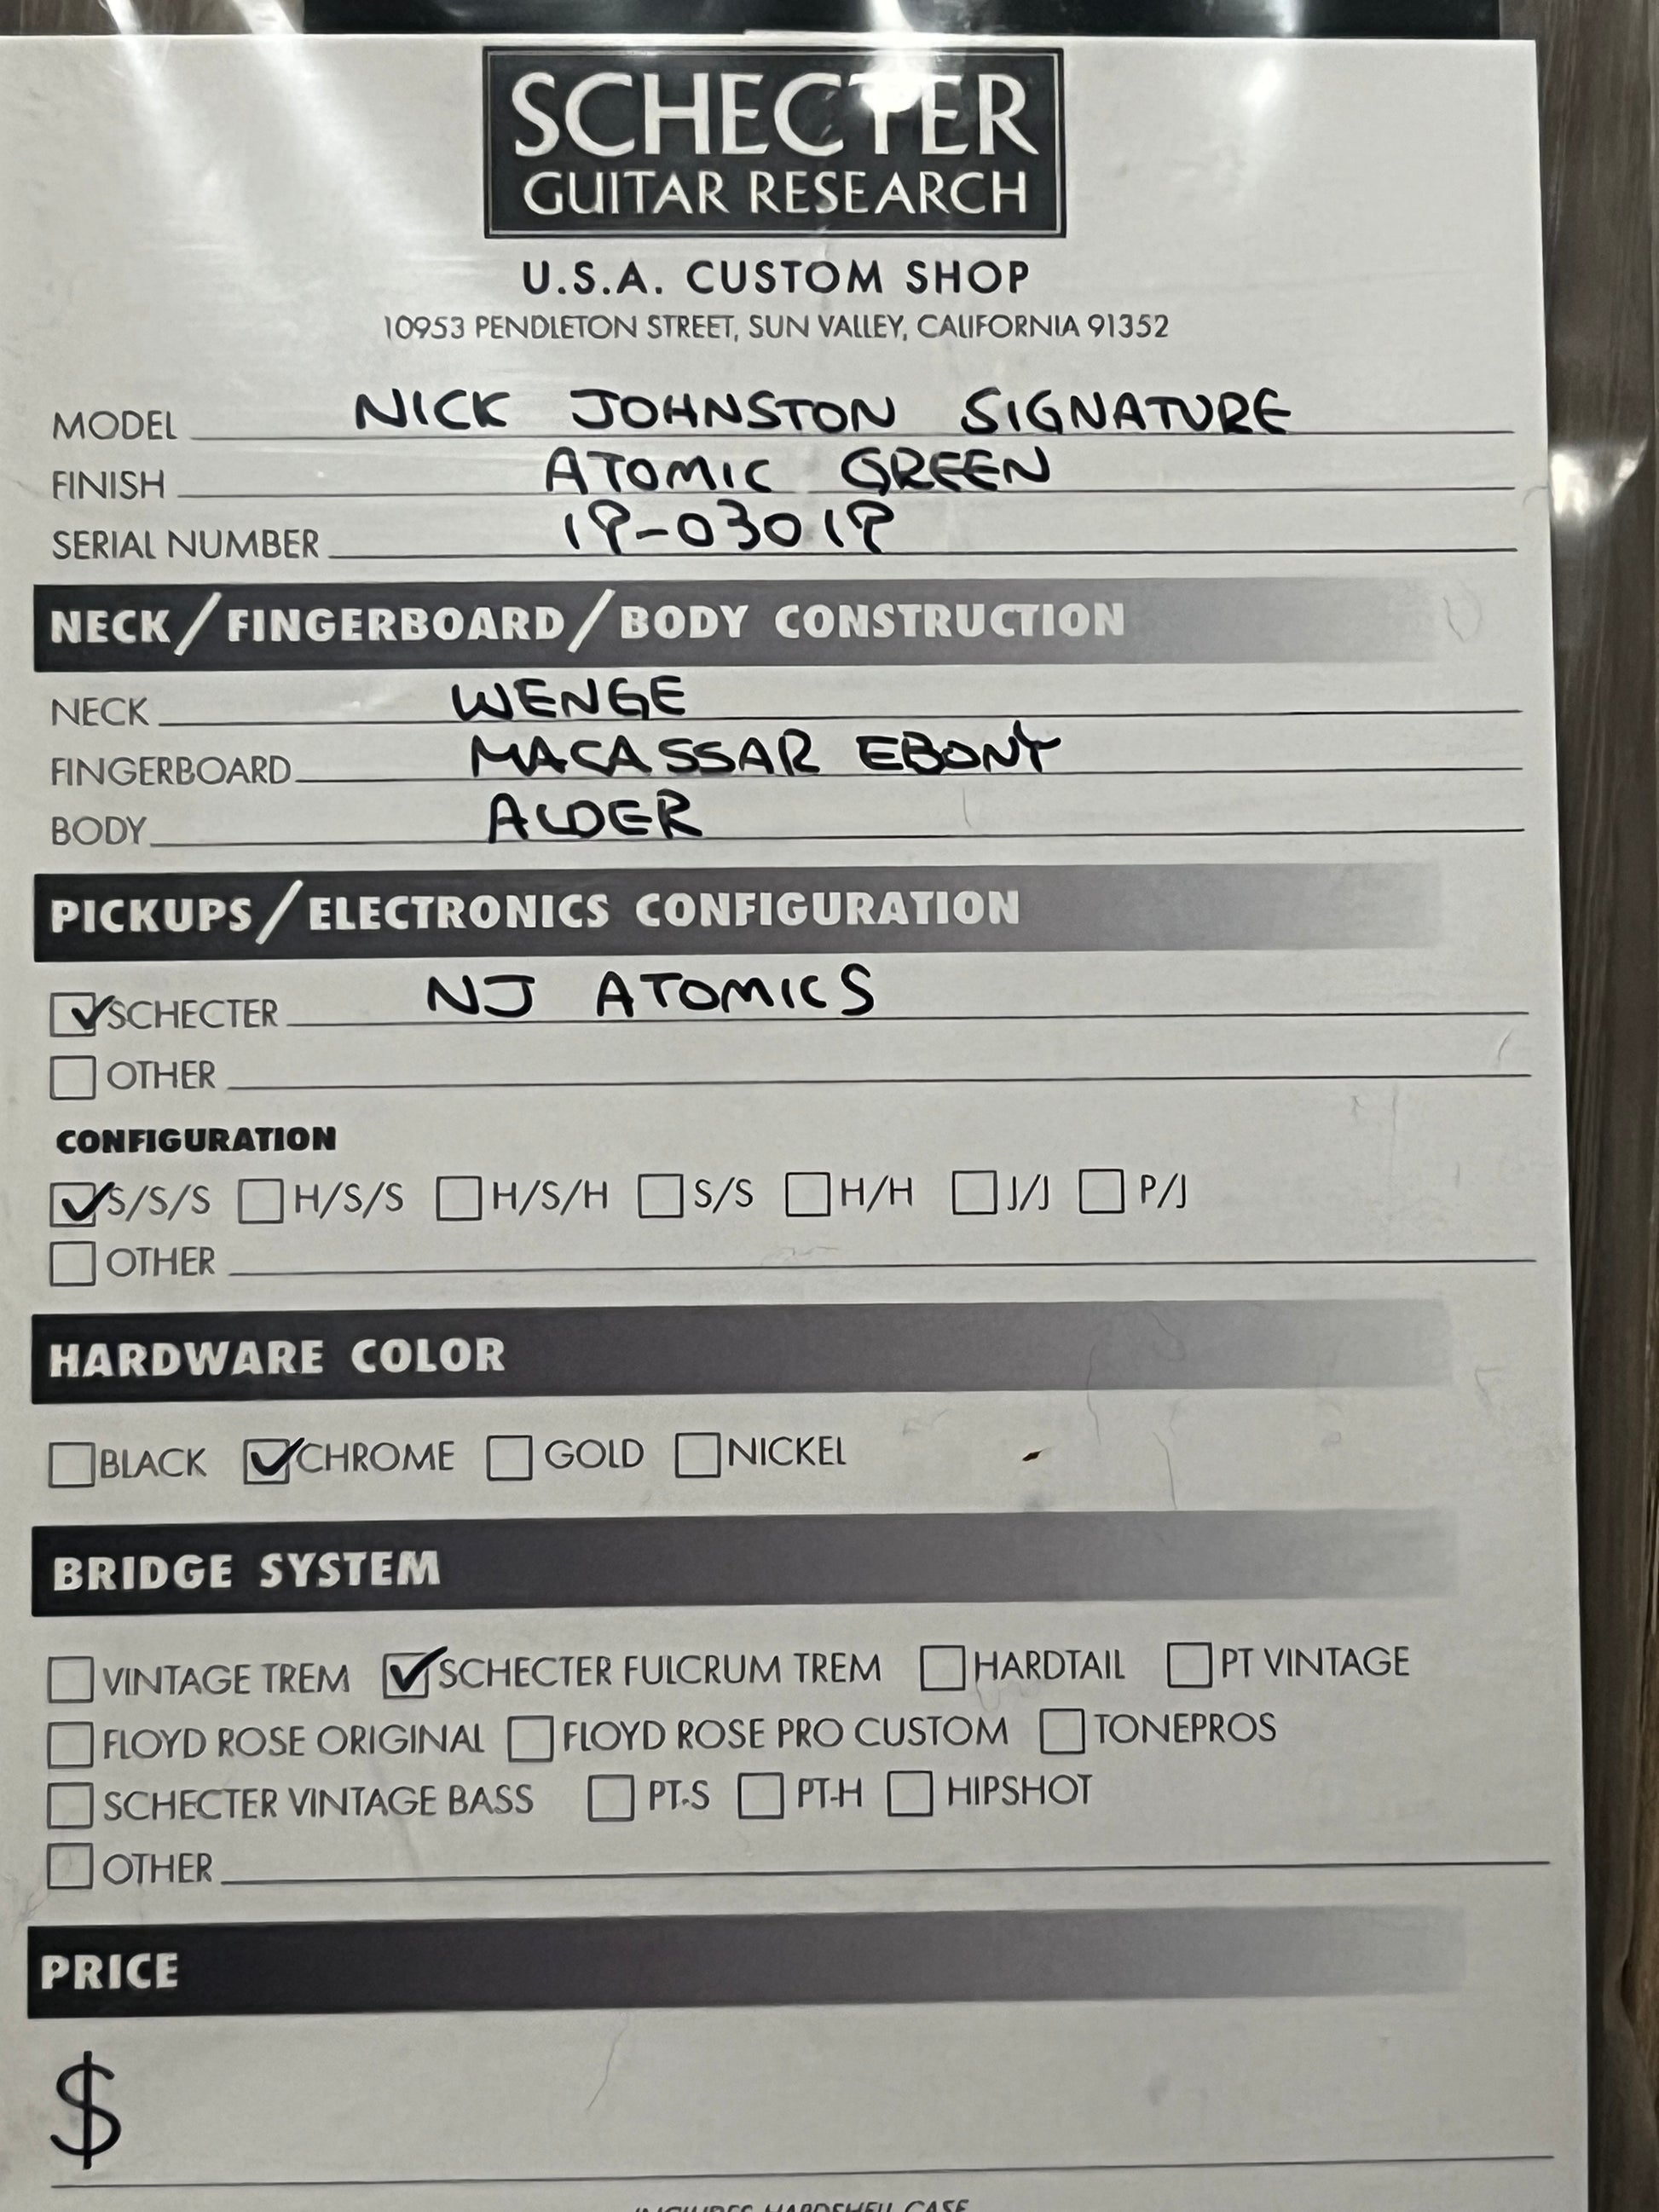 SCHECTER
GUITAR RESEARCH
U.S.A. CUSTOM SHOP
10953 PENDLETON STREET, SUN VALLEY, CALIFORNIA 91352
MODEL NICK JOHNSTON SIGNATURE
FINISH ATOMIC GREEN
SERIAL NUMBER 19-03019
NECK/FINGERBOARD/BODY CONSTRUCTION
NECK WENGE
FINGERBOARD MACASSAR EBONY
BODY ALDER
PICKUPS/ELECTRONICS CONFIGURATION
SCHECTER NJ ATOMICS
OTHER
CONFIGURATION
S/S/S H/S/S H/S/H S/S H/H J/J P/J
OTHER
HARDWARE COLOR
BLACK CHROME GOLD NICKEL
BRIDGE SYSTEM
VINTAGE TREM SCHECTER FULCRUM TREM HARDTAIL PT VINTAGE
FLOYD ROSE ORIGINAL FLOYD ROSE PRO CUSTOM TONEPROS
SCHECTER VINTAGE BASS PT-S PT-H HIPSHOT
OTHER
PRICE
$
INCLUDES HARDSHELL CASE